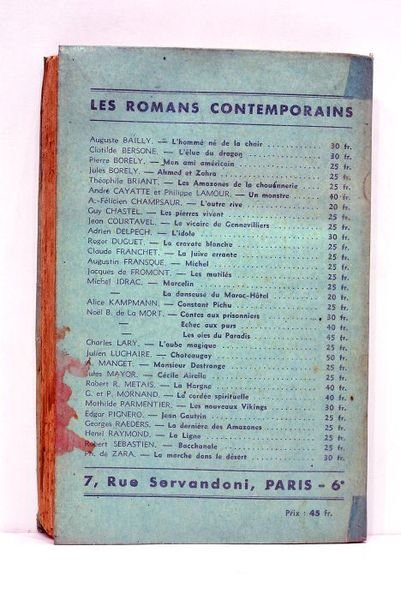 LES ROMANS CONTEMPORAINS
Auguste BAILLY. — L'homme né de la chair . . . . . . . . . . 30 fr.
Clotilde BERSONE. — L'élue du dragon . . . . . . . . . . 30 fr.
Pierre BORELY. — Mon ami américain . . . . . . . . . . 25 fr.
Jules BORELY. — Ahmed et Zohra . . . . . . . . . . 25 fr.
Théophile BRIANT. — Les Amazones de la chouannerie . . 25 fr.
André CAYATTE et Philippe LAMOUR. — Un monstre . . . . 40 fr.
A.-Félicien CHAMPSAUR. — L'autre rive . . . . . . . . . . 20 fr.
Guy CHASTEL. — Les pierres vivent . . . . . . . . . . 25 fr.
Jean COURTAVEL. — Le vicaire de Gennevilliers . . . . . . 25 fr.
Adrien DELPECH. — L'idole . . . . . . . . . . 30 fr.
Roger DUGUET. — La cravate blanche . . . . . . . . . . 25 fr.
Claude FRANCHET. — La Juive errante . . . . . . . . . . 25 fr.
Augustin FRANSQUE. — Michel . . . . . . . . . . 25 fr.
Jacques de FROMONT. — Les mutilés . . . . . . . . . . 25 fr.
Michel IDRAC. — Marcelin . . . . . . . . . . 25 fr.
— La danseuse du Maroc-Hôtel . . . . . . 20 fr.
Alice KAMPMANN. — Constant Pichu . . . . . . . . . . 25 fr.
Noël B. de La MORT. — Contes aux prisonniers . . . . . . 30 fr.
— Echec aux purs . . . . . . . . . . 40 fr.
— Les oies du Paradis . . . . . . . . . . 45 fr.
Charles LARY. — L'aube magique . . . . . . . . . . 25 fr.
Julien LUCHAIRE. — Chateaugay . . . . . . . . . . 50 fr.
A. MANGET. — Monsieur Destrange . . . . . . . . . . 25 fr.
Jules MAYOR. — Cécile Airelle . . . . . . . . . . 25 fr.
Robert R. METAIS. — La Hargne . . . . . . . . . . 40 fr.
G. et P. MORNAND. — La cordée spirituelle . . . . . . . . 40 fr.
Mathilde PARMENTIER. — Les nouveaux Vikings . . . . . . 30 fr.
Edgar PIGNERO. — Jean Gautrin . . . . . . . . . . 25 fr.
Georges RAEDERS. — La dernière des Amazones . . . . . . 25 fr.
Henri RAYMOND. — La Ligne . . . . . . . . . . 25 fr.
Robert SEBASTIEN. — Bacchanale . . . . . . . . . . 25 fr.
Ph. de ZARA. — La marche dans le désert . . . . . . . . 30 fr.
7, Rue Servandoni, PARIS - 6e
Prix : 45 fr.